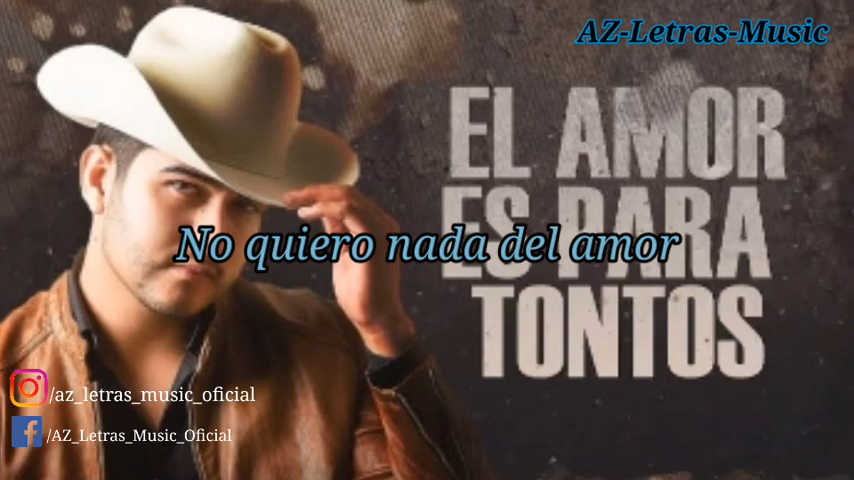 AZ-Letras-Music
EL AMOR
ES PARA
TONTOS
No quiero nada del amor
/az_letras_music_oficial
/AZ_Letras_Music_Oficial